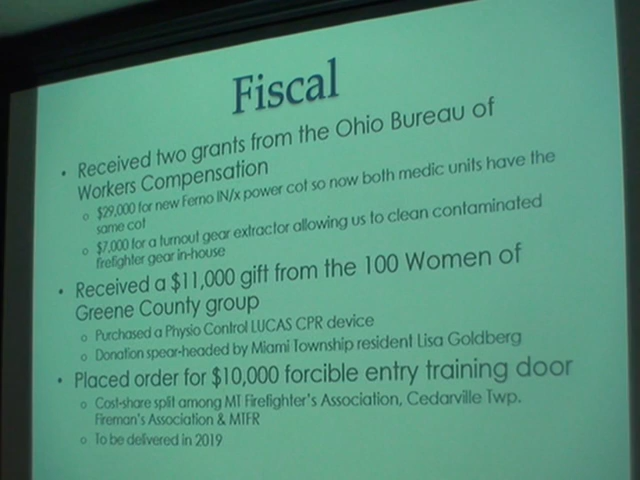 Fiscal
• Received two grants from the Ohio Bureau of
Workers Compensation
o $29,000 for new Ferno IN/x power cot so now both medic units have the
same cot
o $7,000 for a turnout gear extractor allowing us to clean contaminated
firefighter gear in-house
• Received a $11,000 gift from the 100 Women of
Greene County group
o Purchased a Physio Control LUCAS CPR device
o Donation spear-headed by Miami Township resident Lisa Goldberg
• Placed order for $10,000 forcible entry training door
o Cost-share split among MT Firefighter's Association, Cedarville Twp.
Fireman's Association & MTFR
o To be delivered in 2019